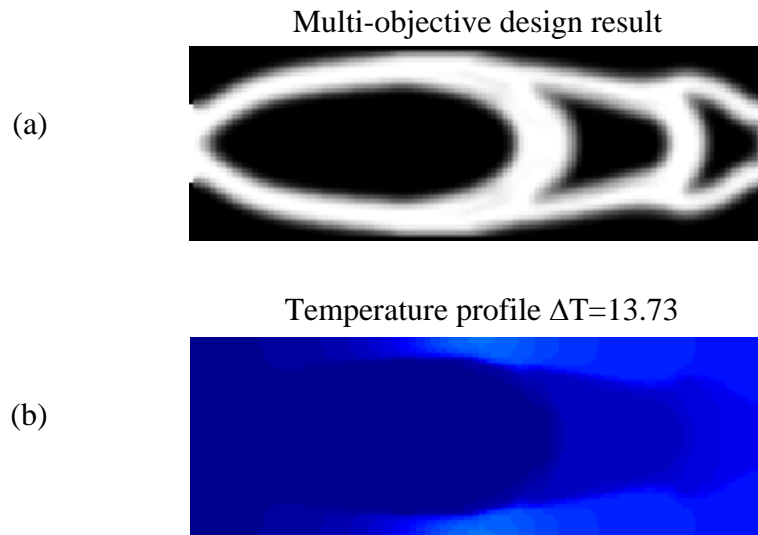 Multi-objective design result
(a)
Temperature profile ΔT=13.73
(b)